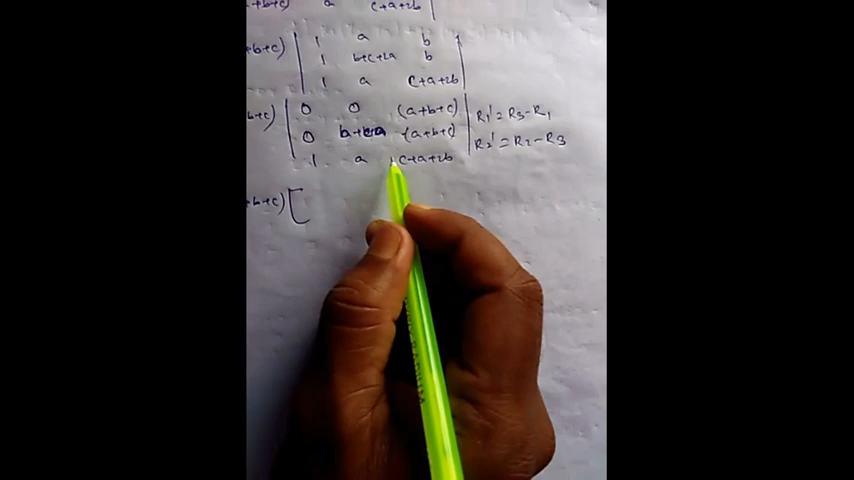 a c+a+2b
+b+c) | 1 a b |
1 b+c+2a b
1 a c+a+2b
b+c) | 0 0 (a+b+c) | R₁' = R₃-R₁
0 a+b+c -(a+b+c) R₂' = R₂-R₃
1 a c+a+2b
+b+c) [